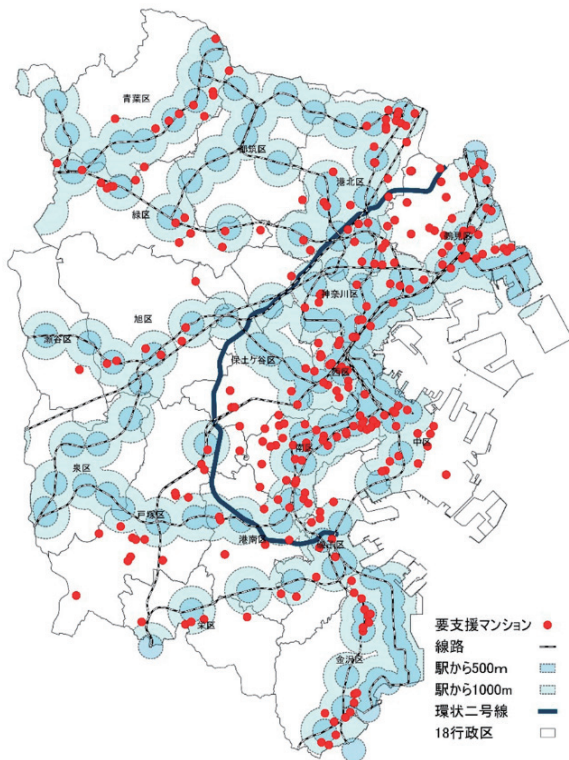 青葉区
都筑区
港北区
緑区
鶴見区
神奈川区
旭区
瀬谷区
保土ケ谷区
西区
中区
南区
泉区
戸塚区
港南区
磯子区
栄区
金沢区
要支援マンション
線路
駅から500m
駅から1000m
環状二号線
18行政区